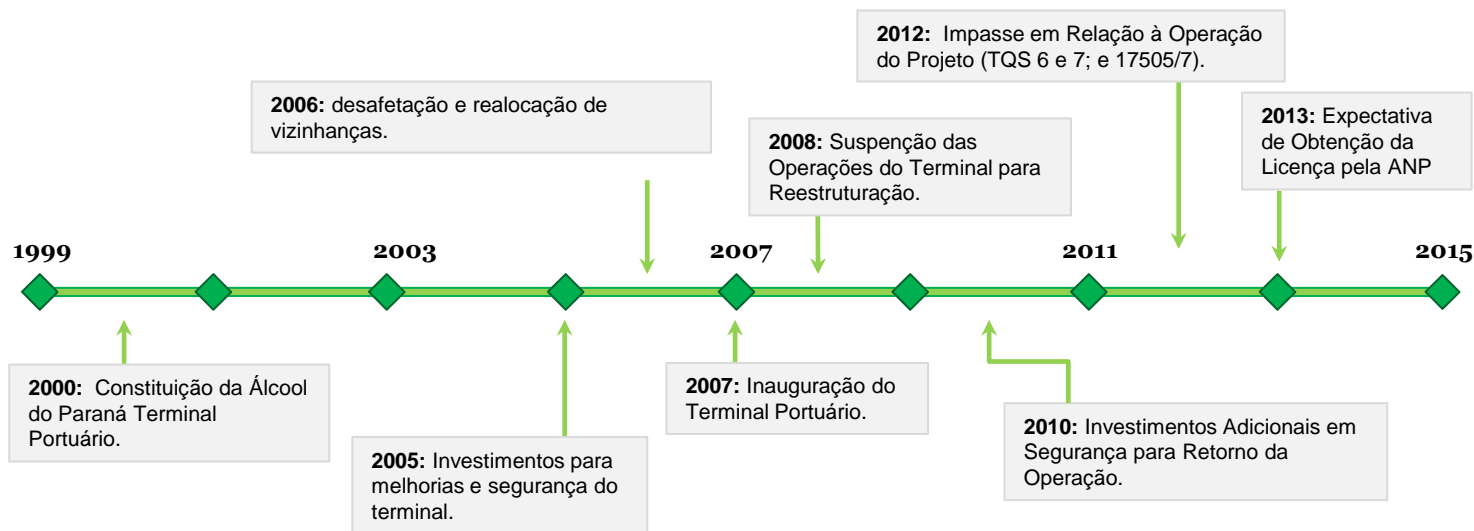 2012: Impasse em Relação à Operação
do Projeto (TQS 6 e 7; e 17505/7).
2006: desafetação e realocação de
vizinhanças.
2008: Suspenção das
Operações do Terminal para
Reestruturação.
2013: Expectativa
de Obtenção da
Licença pela ANP
1999
2003
2007
2011
2015
2000: Constituição da Álcool
do Paraná Terminal
Portuário.
2005: Investimentos para
melhorias e segurança do
terminal.
2007: Inauguração do
Terminal Portuário.
2010: Investimentos Adicionais em
Segurança para Retorno da
Operação.